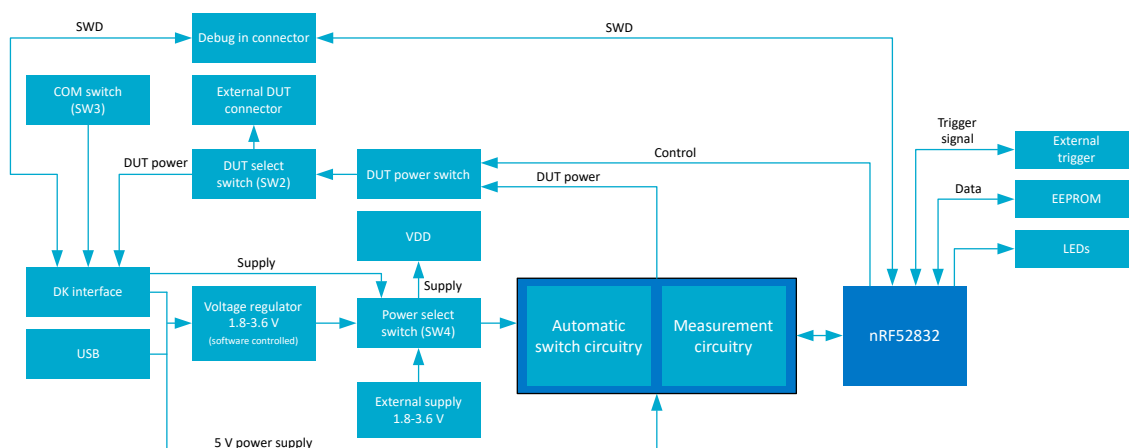 SWD
SWD
Debug in connector
COM switch
(SW3)
External DUT
connector
Trigger
signal
External
trigger
DUT power
DUT select
switch (SW2)
DUT power switch
Control
DUT power
Data
EEPROM
VDD
LEDs
Supply
DK interface
Supply
Voltage regulator
1.8-3.6 V
(software controlled)
Power select
switch (SW4)
Automatic
switch circuitry
Measurement
circuitry
nRF52832
USB
External supply
1.8-3.6 V
5 V power supply